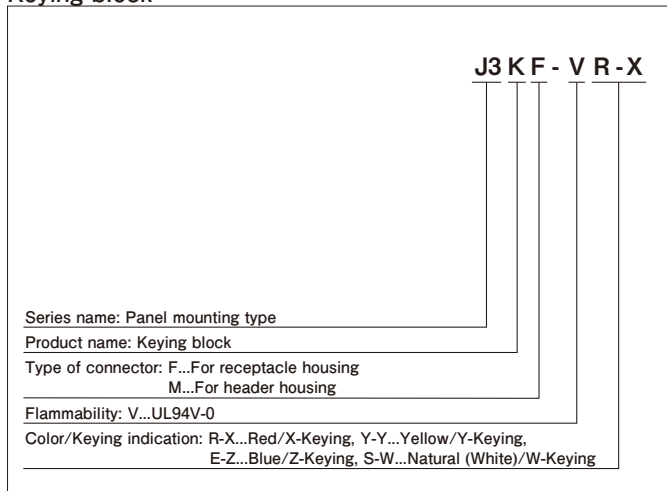 Keying block
J3 K F - V R - X
Series name: Panel mounting type
Product name: Keying block
Type of connector: F...For receptacle housing
M...For header housing
Flammability: V...UL94V-0
Color/Keying indication: R-X...Red/X-Keying, Y-Y...Yellow/Y-Keying,
E-Z...Blue/Z-Keying, S-W...Natural (White)/W-Keying